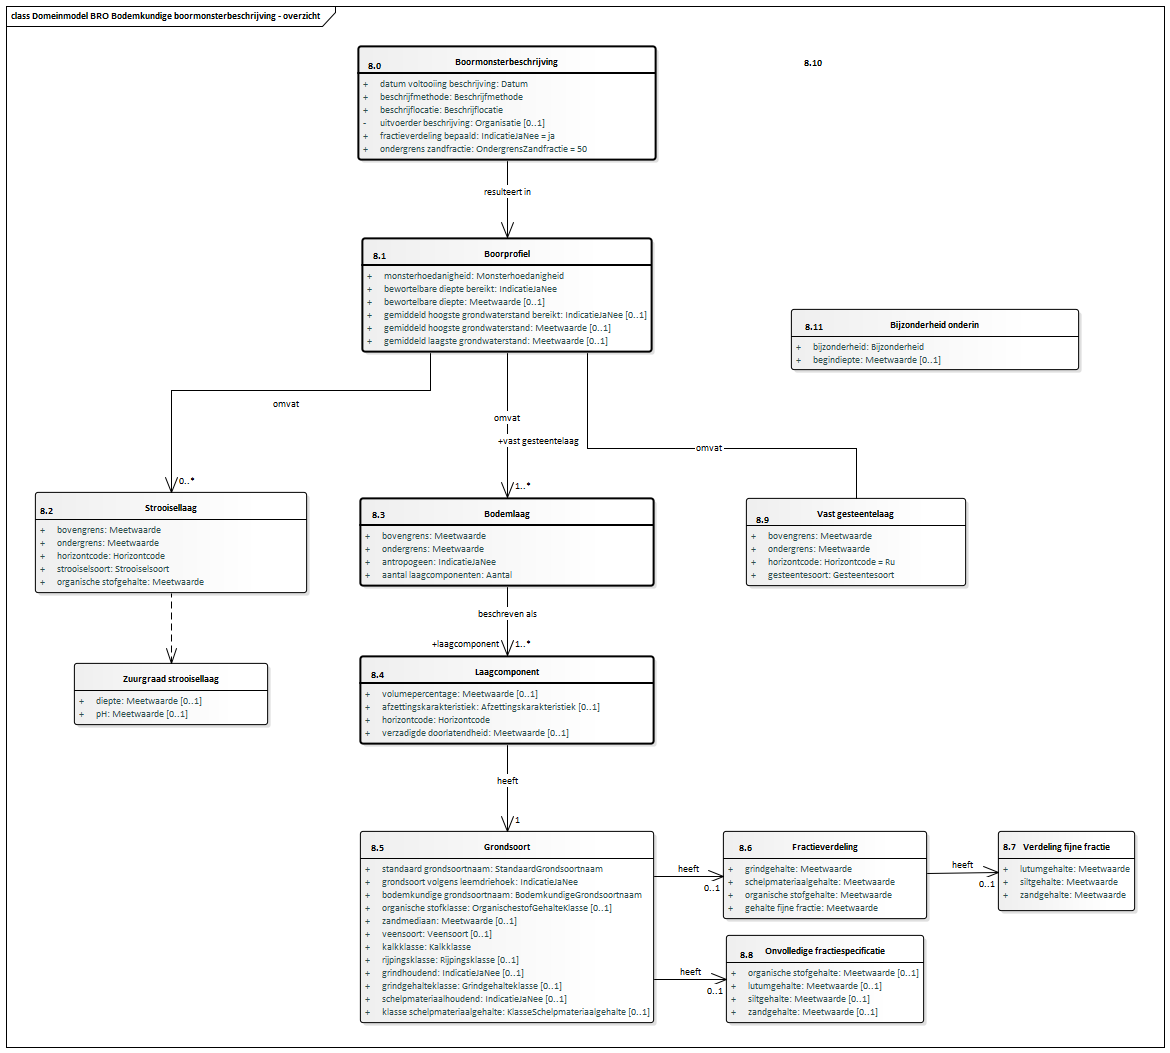 class Domeinmodel BRO Bodemkundige boormonsterbeschrijving - overzicht
8.0 Boormonsterbeschrijving
+ datum voltooiing beschrijving: Datum
+ beschrijfmethode: Beschrijfmethode
+ beschrijflocatie: Beschrijflocatie
- uitvoerder beschrijving: Organisatie [0..1]
+ fractieverdeling bepaald: IndicatieJaNee = ja
+ ondergrens zandfractie: OndergrensZandfractie = 50
8.10
resulteert in
8.1 Boorprofiel
+ monsterhoedanigheid: Monsterhoedanigheid
+ bewortelbare diepte bereikt: IndicatieJaNee
+ bewortelbare diepte: Meetwaarde [0..1]
+ gemiddeld hoogste grondwaterstand bereikt: IndicatieJaNee [0..1]
+ gemiddeld hoogste grondwaterstand: Meetwaarde [0..1]
+ gemiddeld laagste grondwaterstand: Meetwaarde [0..1]
8.11 Bijzonderheid onderin
+ bijzonderheid: Bijzonderheid
+ begindiepte: Meetwaarde [0..1]
omvat
omvat
+vast gesteentelaag
omvat
0..*
1..*
8.2 Strooisellaag
+ bovengrens: Meetwaarde
+ ondergrens: Meetwaarde
+ horizontcode: Horizontcode
+ strooiselsoort: Strooiselsoort
+ organische stofgehalte: Meetwaarde
8.3 Bodemlaag
+ bovengrens: Meetwaarde
+ ondergrens: Meetwaarde
+ antropogeen: IndicatieJaNee
+ aantal laagcomponenten: Aantal
8.9 Vast gesteentelaag
+ bovengrens: Meetwaarde
+ ondergrens: Meetwaarde
+ horizontcode: Horizontcode = Ru
+ gesteentesoort: Gesteentesoort
beschreven als
+laagcomponent 1..*
Zuurgraad strooisellaag
+ diepte: Meetwaarde [0..1]
+ pH: Meetwaarde [0..1]
8.4 Laagcomponent
+ volumepercentage: Meetwaarde [0..1]
+ afzettingskarakteristiek: Afzettingskarakteristiek [0..1]
+ horizontcode: Horizontcode
+ verzadigde doorlatendheid: Meetwaarde [0..1]
heeft
1
8.5 Grondsoort
+ standaard grondsoortnaam: StandaardGrondsoortnaam
+ grondsoort volgens leemdriehoek: IndicatieJaNee
+ bodemkundige grondsoortnaam: BodemkundigeGrondsoortnaam
+ organische stofklasse: OrganischestofGehalteKlasse [0..1]
+ zandmediaan: Meetwaarde [0..1]
+ veensoort: Veensoort [0..1]
+ kalkklasse: Kalkklasse
+ rijpingsklasse: Rijpingsklasse [0..1]
+ grindhoudend: IndicatieJaNee [0..1]
+ grindgehalteklasse: Grindgehalteklasse [0..1]
+ schelpmateriaalhoudend: IndicatieJaNee [0..1]
+ klasse schelpmateriaalgehalte: KlasseSchelpmateriaalgehalte [0..1]
heeft
0..1
8.6 Fractieverdeling
+ grindgehalte: Meetwaarde
+ schelpmateriaalgehalte: Meetwaarde
+ organische stofgehalte: Meetwaarde
+ gehalte fijne fractie: Meetwaarde
heeft
0..1
8.7 Verdeling fijne fractie
+ lutumgehalte: Meetwaarde
+ siltgehalte: Meetwaarde
+ zandgehalte: Meetwaarde
heeft
0..1
8.8 Onvolledige fractiespecificatie
+ organische stofgehalte: Meetwaarde [0..1]
+ lutumgehalte: Meetwaarde [0..1]
+ siltgehalte: Meetwaarde [0..1]
+ zandgehalte: Meetwaarde [0..1]